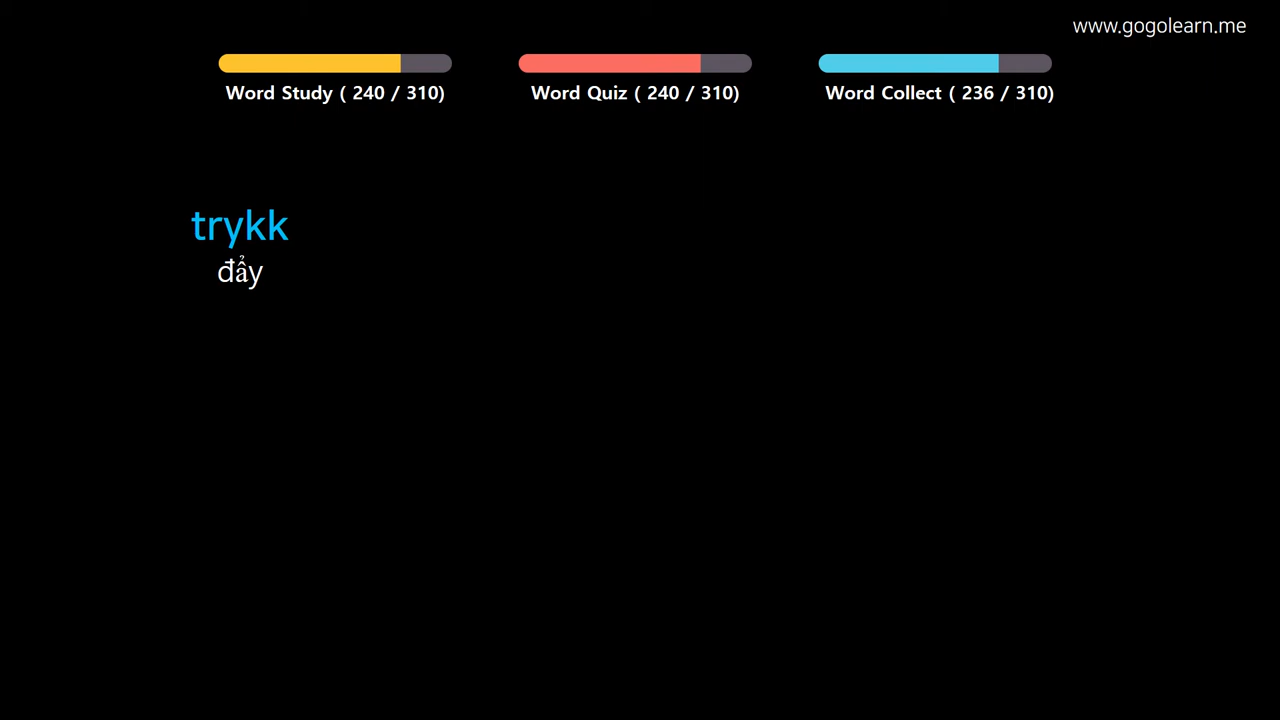 www.gogolearn.me
Word Study ( 240 / 310)
Word Quiz ( 240 / 310)
Word Collect ( 236 / 310)
trykk
đẩy